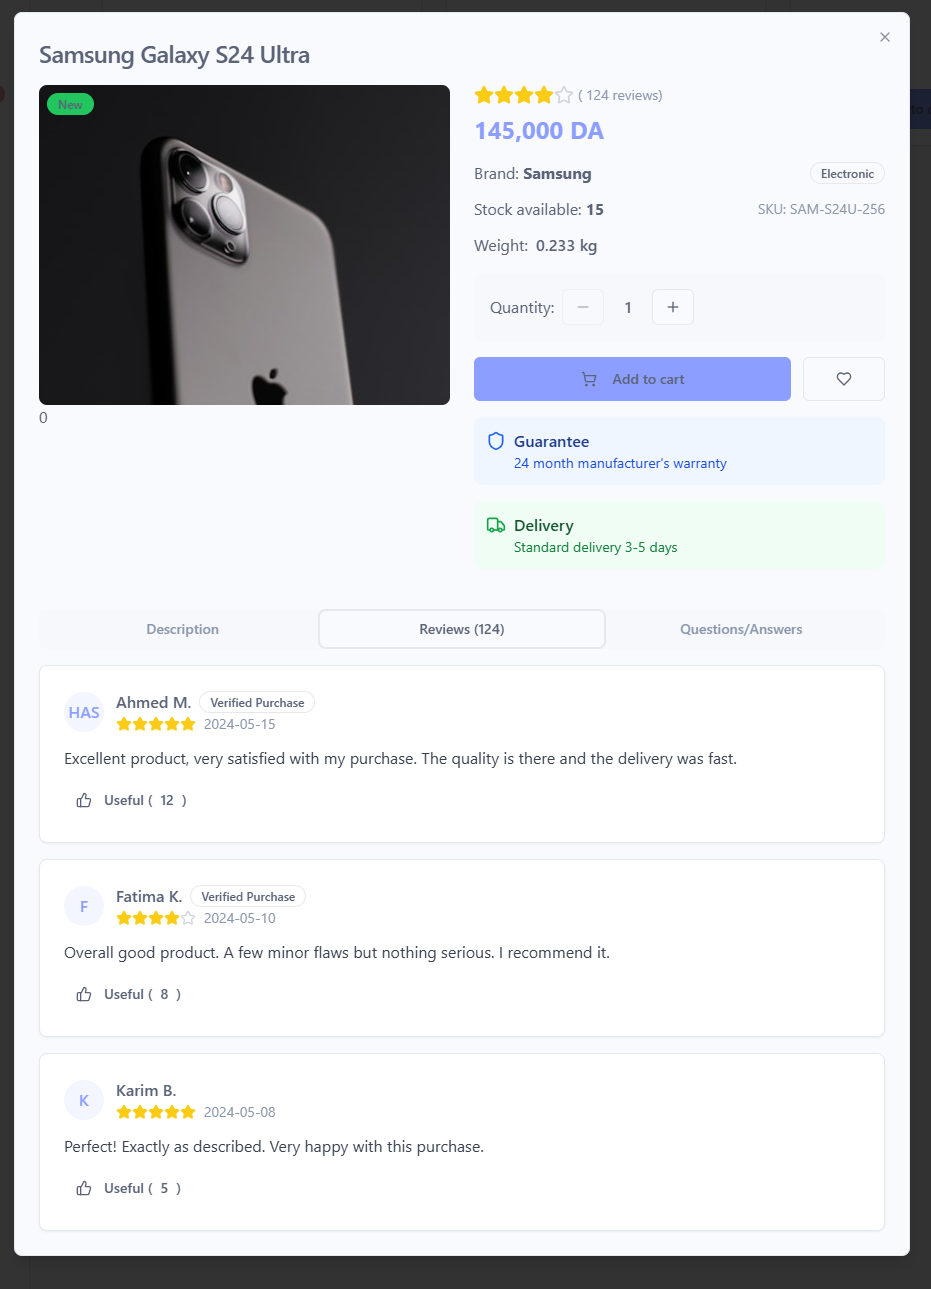 Samsung Galaxy S24 Ultra
New
( 124 reviews)
145,000 DA
Brand: Samsung
Electronic
Stock available: 15
SKU: SAM-S24U-256
Weight: 0.233 kg
Quantity: 1
Add to cart
0
Guarantee
24 month manufacturer's warranty
Delivery
Standard delivery 3-5 days
Description
Reviews (124)
Questions/Answers
HAS
Ahmed M.
Verified Purchase
2024-05-15
Excellent product, very satisfied with my purchase. The quality is there and the delivery was fast.
Useful ( 12 )
F
Fatima K.
Verified Purchase
2024-05-10
Overall good product. A few minor flaws but nothing serious. I recommend it.
Useful ( 8 )
K
Karim B.
2024-05-08
Perfect! Exactly as described. Very happy with this purchase.
Useful ( 5 )